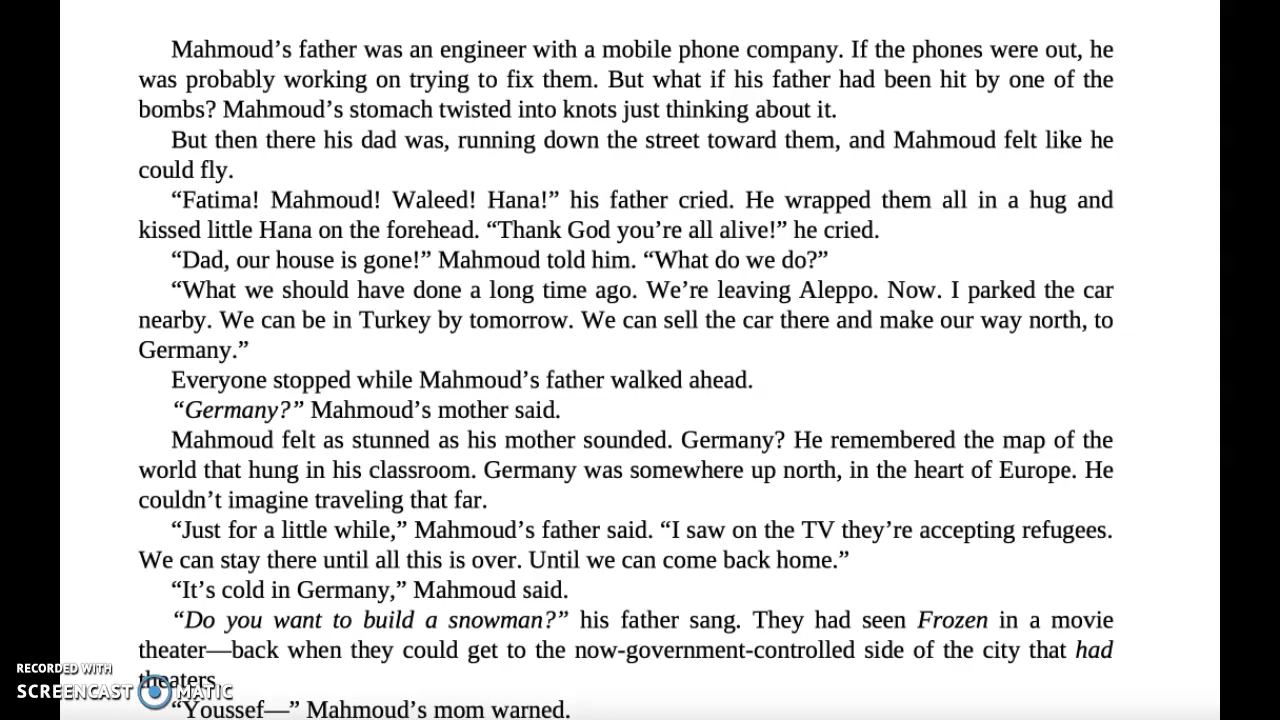 Mahmoud’s father was an engineer with a mobile phone company. If the phones were out, he
was probably working on trying to fix them. But what if his father had been hit by one of the
bombs? Mahmoud’s stomach twisted into knots just thinking about it.
But then there his dad was, running down the street toward them, and Mahmoud felt like he
could fly.
“Fatima! Mahmoud! Waleed! Hana!” his father cried. He wrapped them all in a hug and
kissed little Hana on the forehead. “Thank God you’re all alive!” he cried.
“Dad, our house is gone!” Mahmoud told him. “What do we do?”
“What we should have done a long time ago. We’re leaving Aleppo. Now. I parked the car
nearby. We can be in Turkey by tomorrow. We can sell the car there and make our way north, to
Germany.”
Everyone stopped while Mahmoud’s father walked ahead.
“Germany?” Mahmoud’s mother said.
Mahmoud felt as stunned as his mother sounded. Germany? He remembered the map of the
world that hung in his classroom. Germany was somewhere up north, in the heart of Europe. He
couldn’t imagine traveling that far.
“Just for a little while,” Mahmoud’s father said. “I saw on the TV they’re accepting refugees.
We can stay there until all this is over. Until we can come back home.”
“It’s cold in Germany,” Mahmoud said.
“Do you want to build a snowman?” his father sang. They had seen Frozen in a movie
theater—back when they could get to the now-government-controlled side of the city that had
theaters.
“Youssef—” Mahmoud’s mom warned.
RECORDED WITH
SCREENCAST MATIC